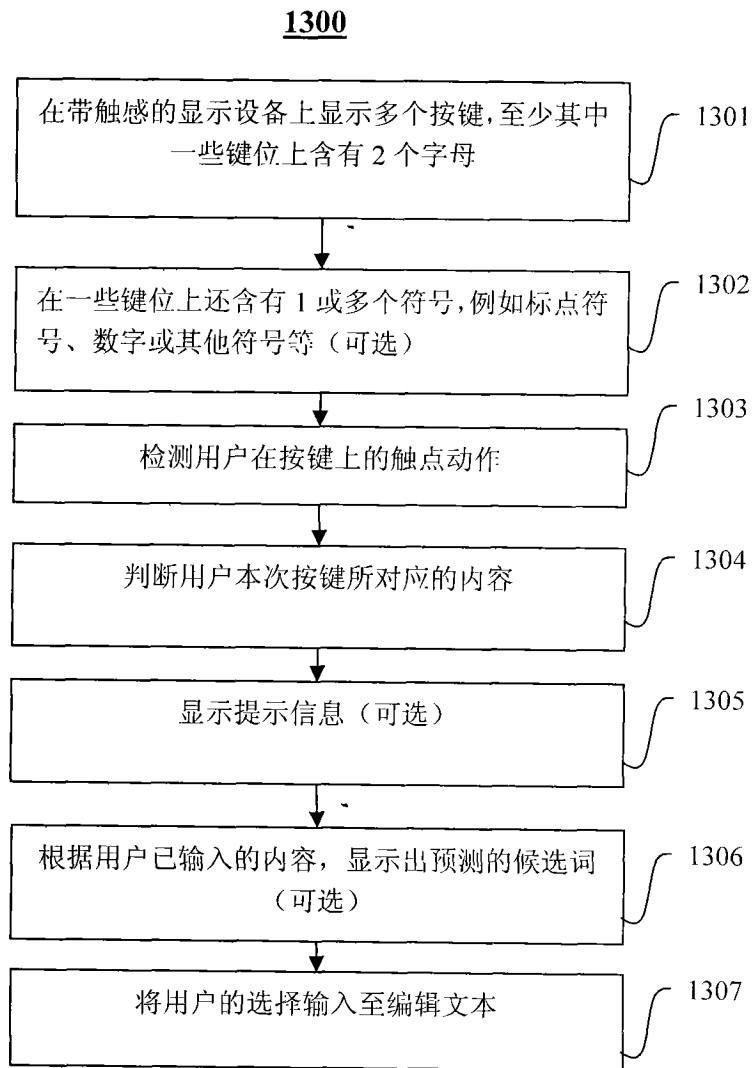 1300
在带触感的显示设备上显示多个按键,至少其中
一些键位上含有 2 个字母
1301
在一些键位上还含有 1 或多个符号,例如标点符
号、数字或其他符号等（可选）
1302
检测用户在按键上的触点动作
1303
判断用户本次按键所对应的内容
1304
显示提示信息（可选）
1305
根据用户已输入的内容，显示出预测的候选词
（可选）
1306
将用户的选择输入至编辑文本
1307